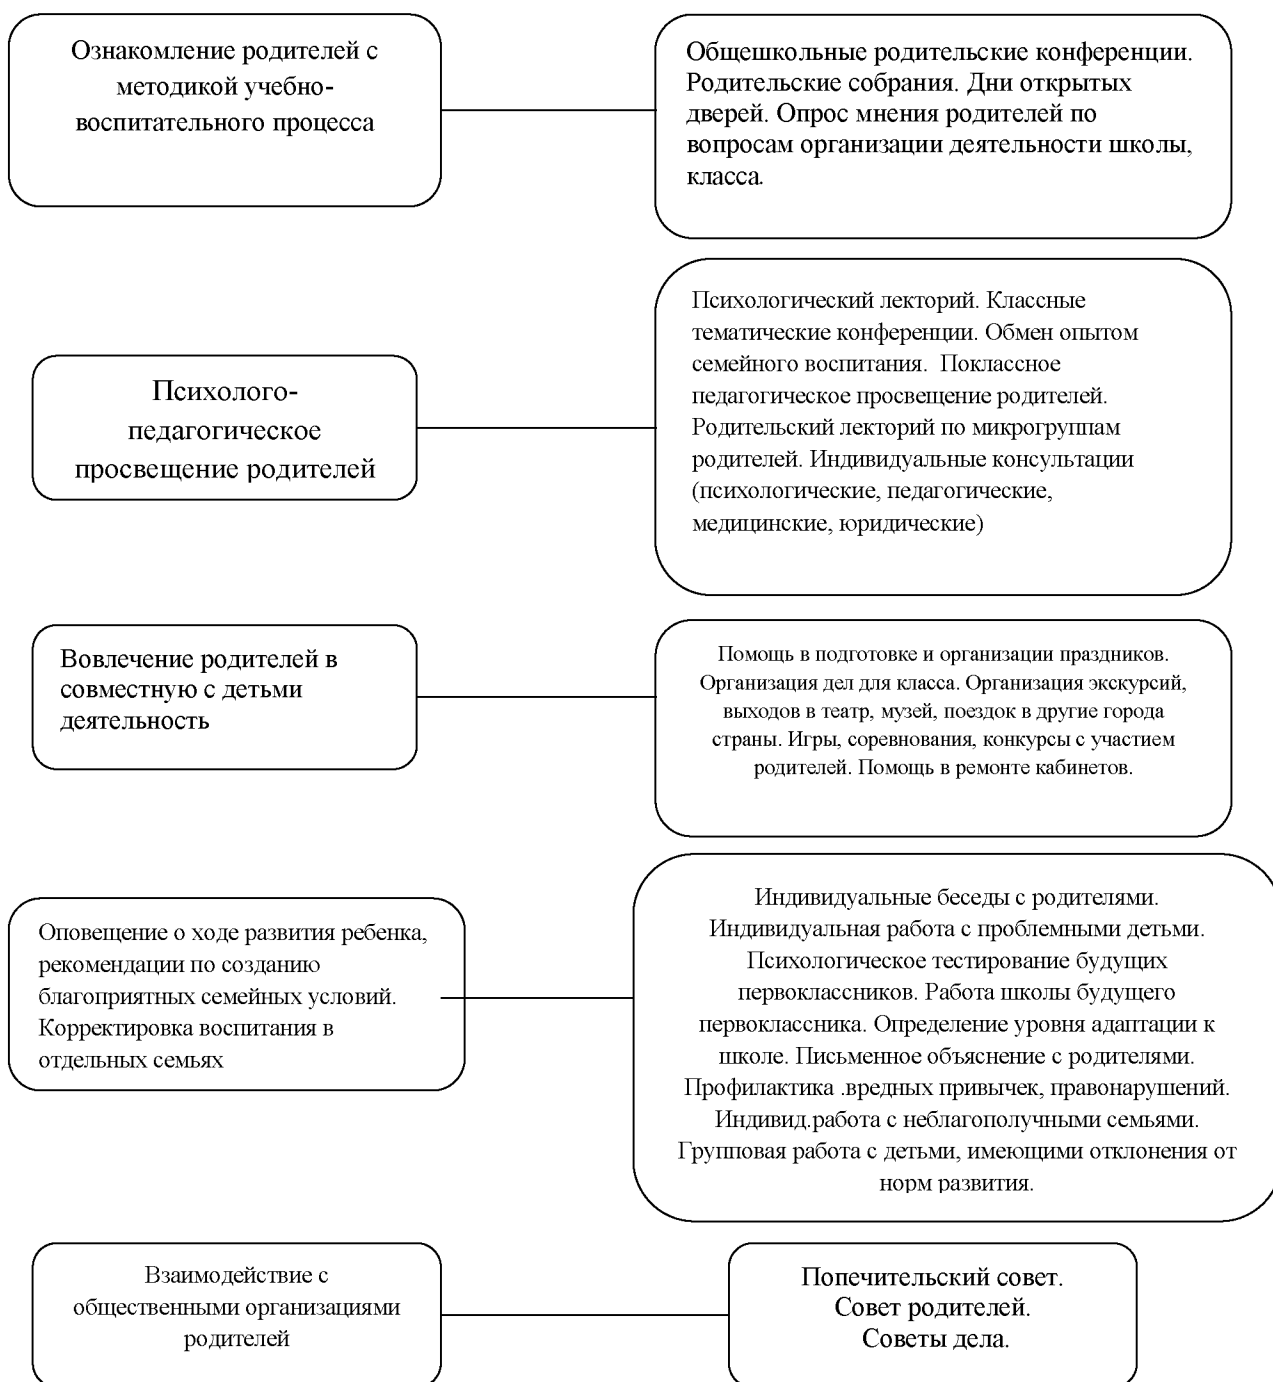 Ознакомление родителей с
методикой учебно-
воспитательного процесса
Общешкольные родительские конференции.
Родительские собрания. Дни открытых
дверей. Опрос мнения родителей по
вопросам организации деятельности школы,
класса.
Психолого-
педагогическое
просвещение родителей
Психологический лекторий. Классные
тематические конференции. Обмен опытом
семейного воспитания.  Поклассное
педагогическое просвещение родителей.
Родительский лекторий по микрогруппам
родителей. Индивидуальные консультации
(психологические, педагогические,
медицинские, юридические)
Вовлечение родителей в
совместную с детьми
деятельность
Помощь в подготовке и организации праздников.
Организация дел для класса. Организация экскурсий,
выходов в театр, музей, поездок в другие города
страны. Игры, соревнования, конкурсы с участием
родителей. Помощь в ремонте кабинетов.
Оповещение о ходе развития ребенка,
рекомендации по созданию
благоприятных семейных условий.
Корректировка воспитания в
отдельных семьях
Индивидуальные беседы с родителями.
Индивидуальная работа с проблемными детьми.
Психологическое тестирование будущих
первоклассников. Работа школы будущего
первоклассника. Определение уровня адаптации к
школе. Письменное объяснение с родителями.
Профилактика .вредных привычек, правонарушений.
Индивид.работа с неблагополучными семьями.
Групповая работа с детьми, имеющими отклонения от
норм развития.
Взаимодействие с
общественными организациями
родителей
Попечительский совет.
Совет родителей.
Советы дела.